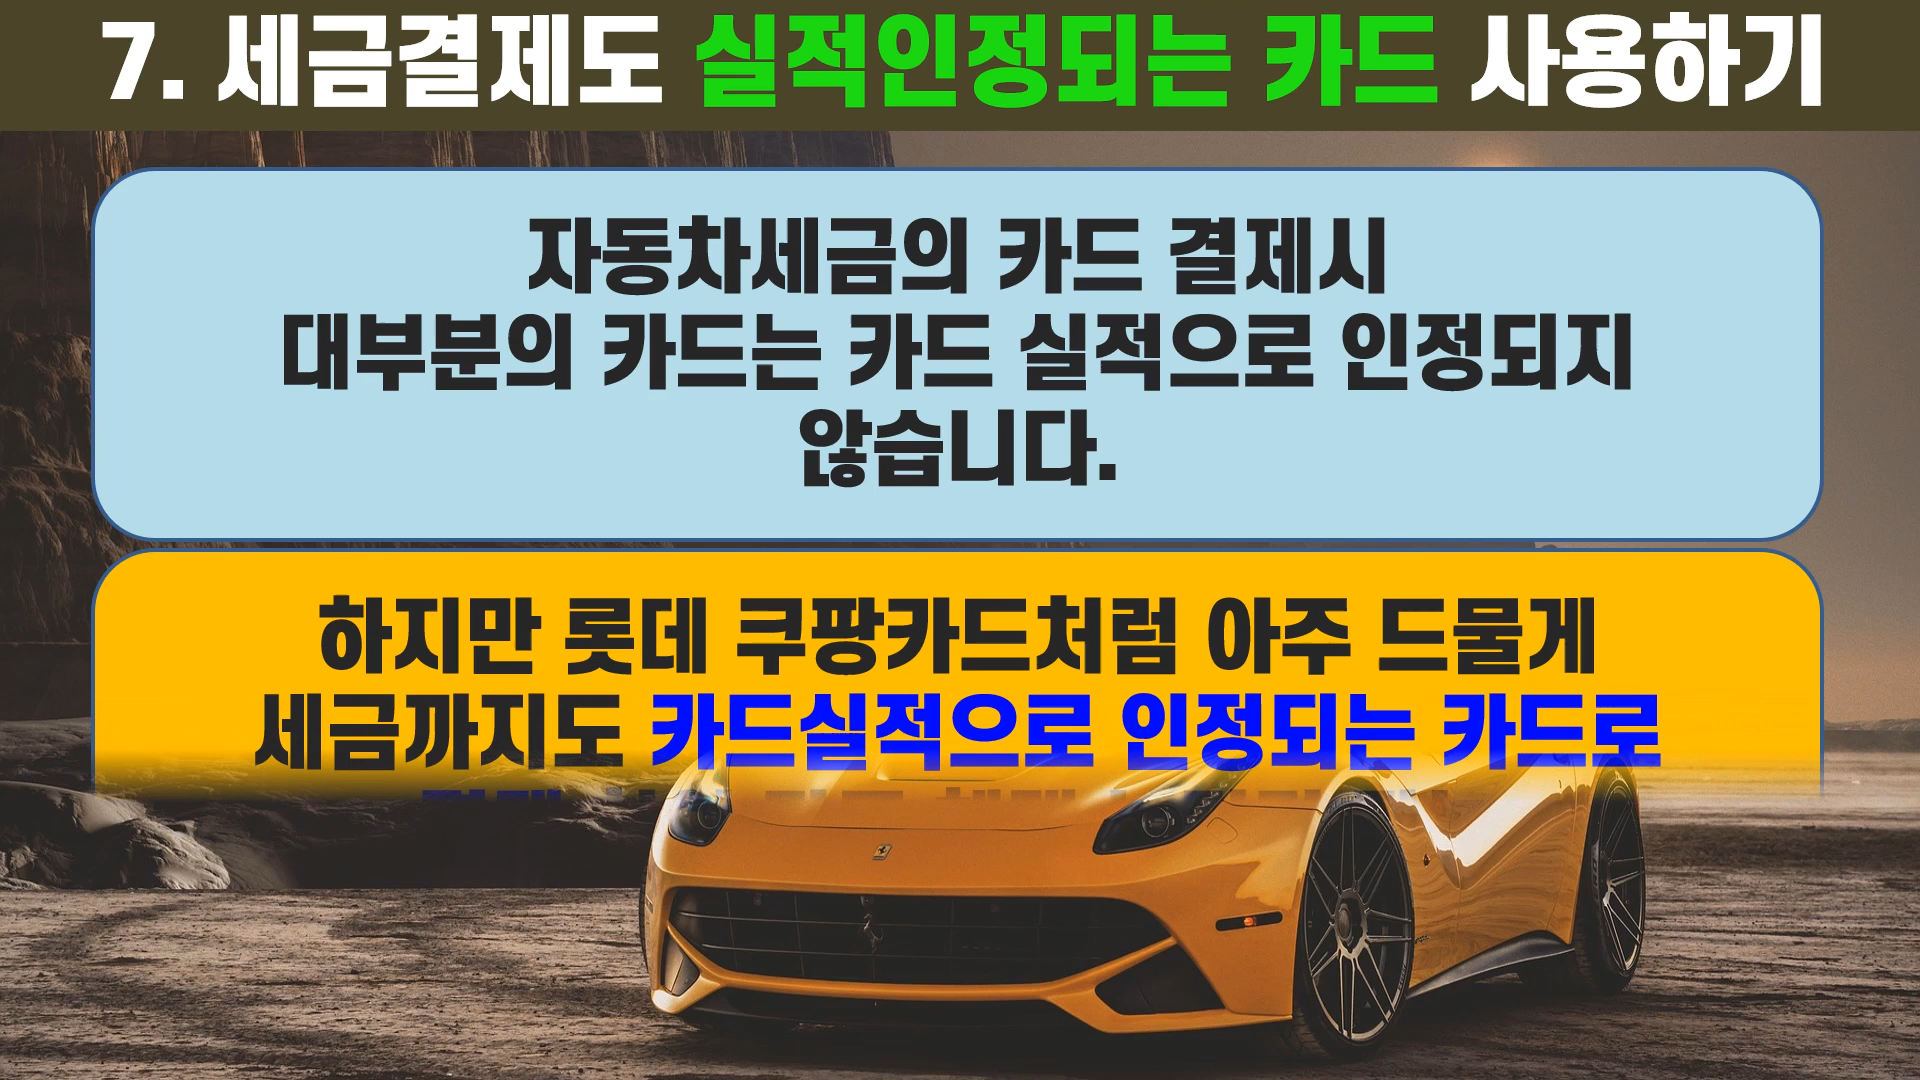 7. 세금결제도 실적인정되는 카드 사용하기
자동차세금의 카드 결제시
대부분의 카드는 카드 실적으로 인정되지
않습니다.
하지만 롯데 쿠팡카드처럼 아주 드물게
세금까지도 카드실적으로 인정되는 카드로